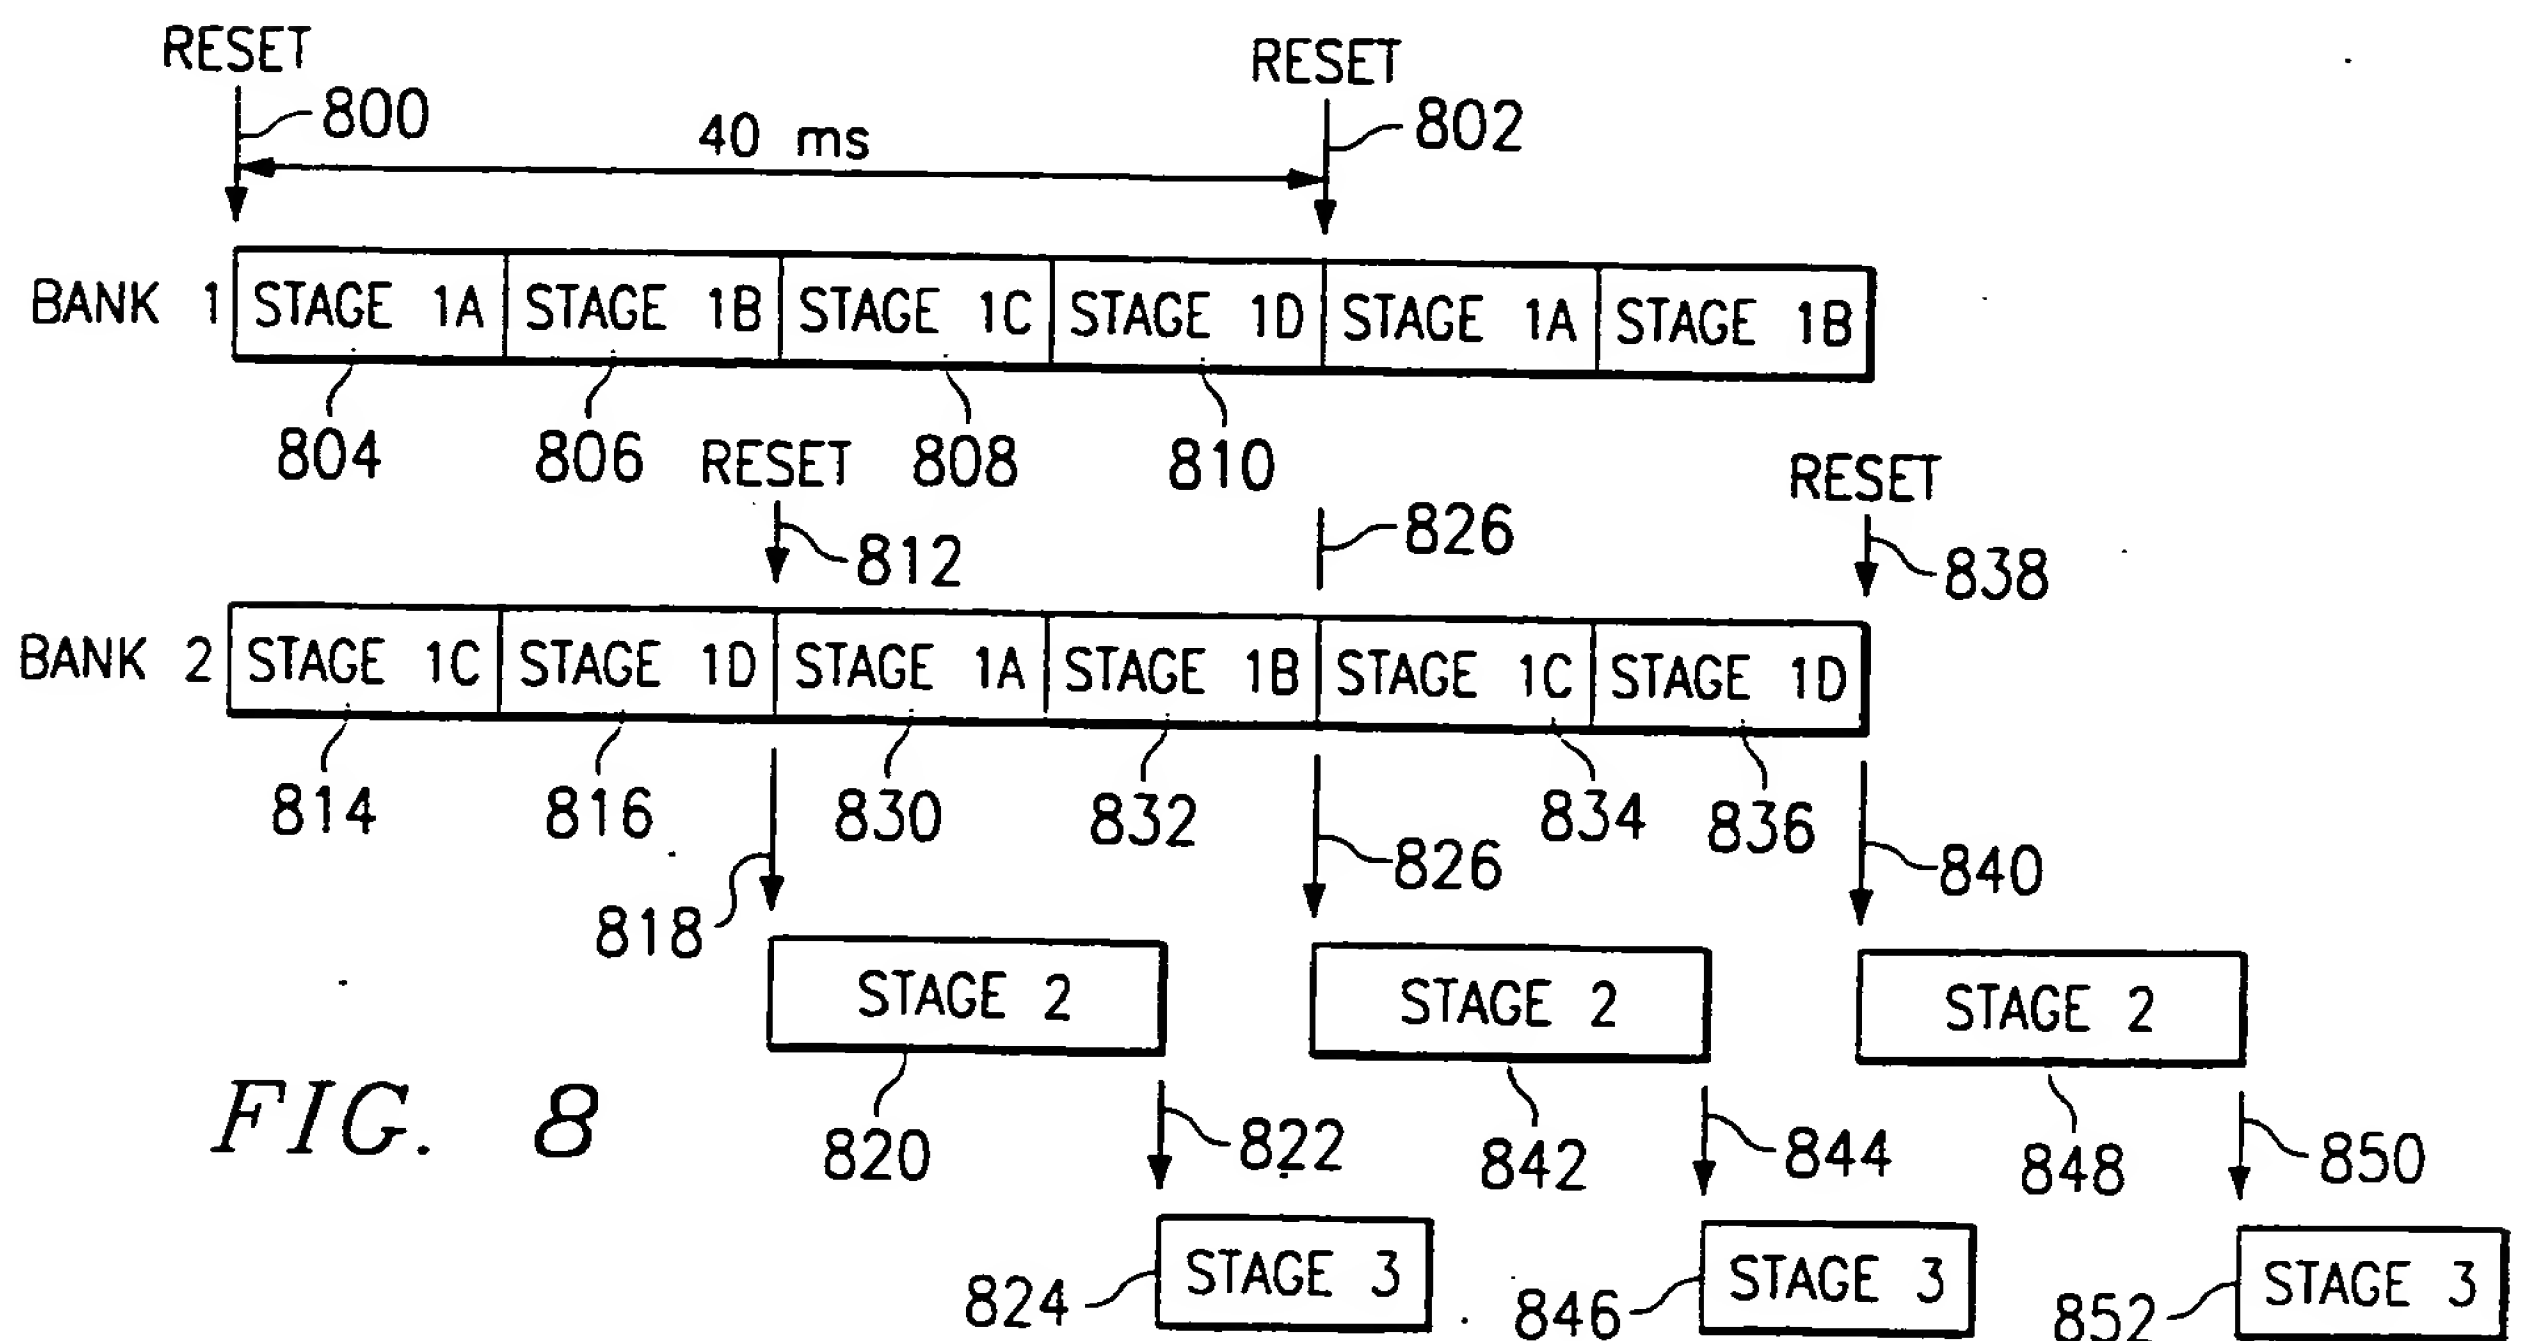 RESET
RESET
800
802
40 ms
BANK 1
STAGE 1A
STAGE 1B
STAGE 1C
STAGE 1D
STAGE 1A
STAGE 1B
804
806
RESET
808
810
RESET
812
826
838
BANK 2
STAGE 1C
STAGE 1D
STAGE 1A
STAGE 1B
STAGE 1C
STAGE 1D
814
816
830
832
834
836
818
826
840
STAGE 2
STAGE 2
STAGE 2
FIG. 8
820
822
842
844
848
850
824
STAGE 3
846
STAGE 3
852
STAGE 3